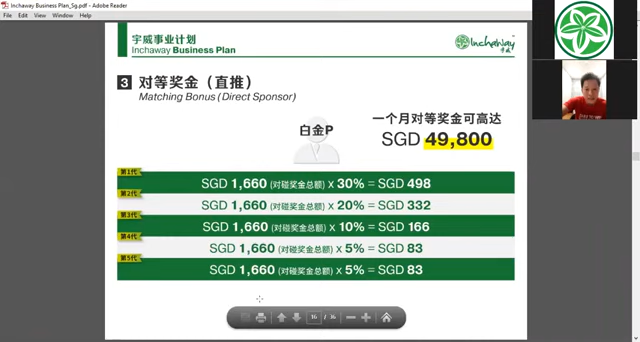 Inchaway Business Plan_Sg.pdf - Adobe Reader
File Edit View Window Help
宇威事业计划
Inchaway Business Plan
Inchaway
宇威
3 对等奖金（直推）
Matching Bonus (Direct Sponsor)
白金P
一个月对等奖金可高达
SGD 49,800
第1代
SGD 1,660 (对碰奖金总额) X 30% = SGD 498
第2代
SGD 1,660 (对碰奖金总额) X 20% = SGD 332
第3代
SGD 1,660 (对碰奖金总额) X 10% = SGD 166
第4代
SGD 1,660 (对碰奖金总额) X 5% = SGD 83
第5代
SGD 1,660 (对碰奖金总额) X 5% = SGD 83
16 / 36